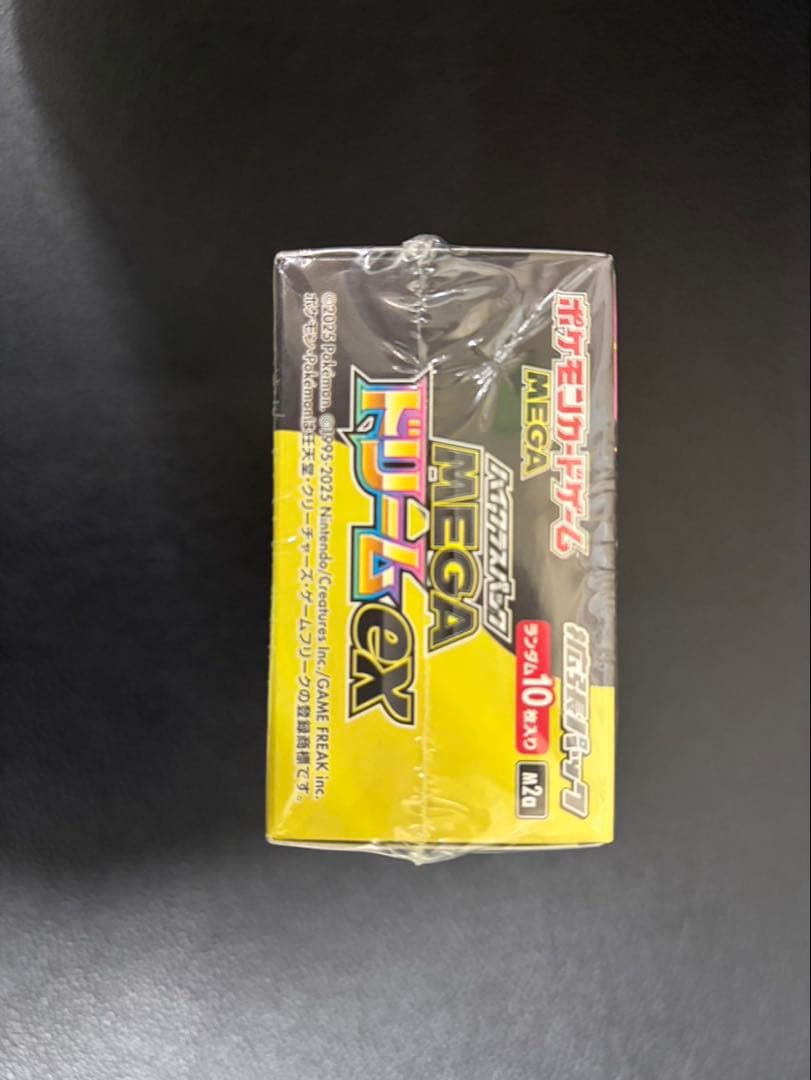 ポケモンカードゲーム
MEGA
拡張パック
ハイクラスパック
MEGA
ドリームex
ランダム10枚入り
M2a
©2025 Pokémon. ©1995-2025 Nintendo/Creatures Inc./GAME FREAK inc.
ポケモン・Pokémonは任天堂・クリーチャーズ・ゲームフリークの登録商標です。